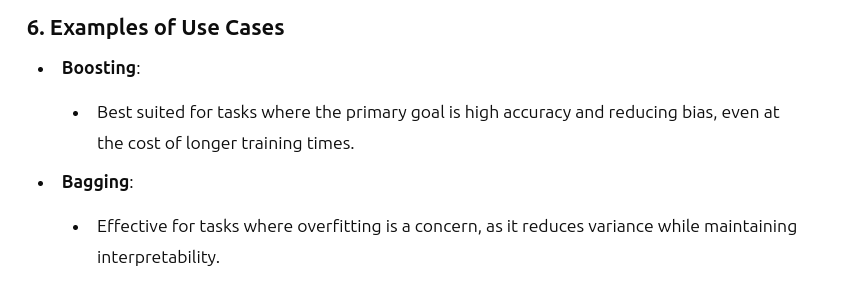 6. Examples of Use Cases
• Boosting:
• Best suited for tasks where the primary goal is high accuracy and reducing bias, even at
the cost of longer training times.
• Bagging:
• Effective for tasks where overfitting is a concern, as it reduces variance while maintaining
interpretability.